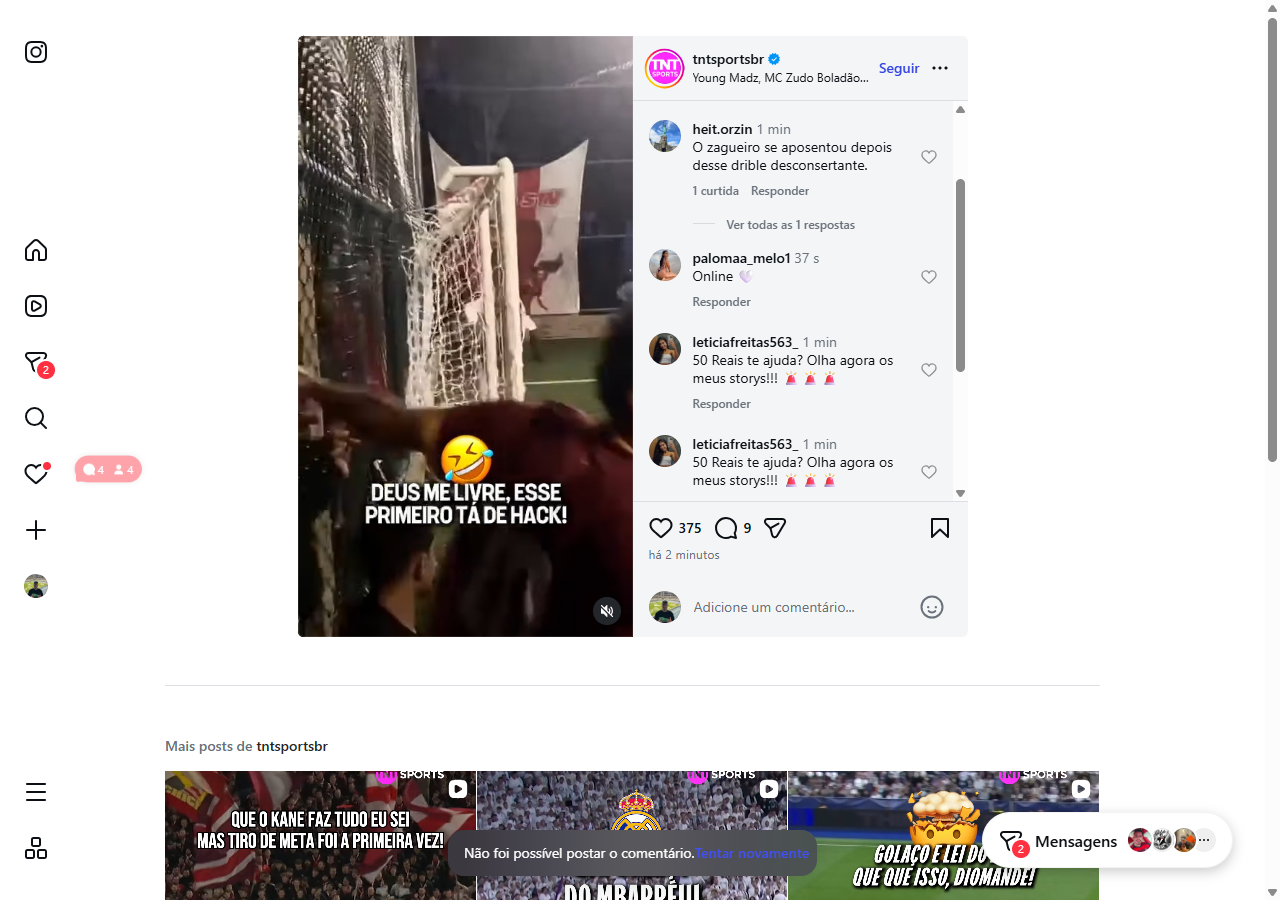 2
4
4
DEUS ME LIVRE, ESSE
PRIMEIRO TÁ DE HACK!
TNT
SPORTS
tntsportsbr
Young Madz, MC Zudo Boladão...
Seguir
heit.orzin 1 min
O zagueiro se aposentou depois
desse drible desconsertante.
1 curtida Responder
Ver todas as 1 respostas
palomaa_melo1 37 s
Online 🤍
Responder
leticiafreitas563_ 1 min
50 Reais te ajuda? Olha agora os
meus storys!!! 🚨 🚨 🚨
Responder
leticiafreitas563_ 1 min
50 Reais te ajuda? Olha agora os
meus storys!!! 🚨 🚨 🚨
375 9
há 2 minutos
Adicione um comentário...
Mais posts de tntsportsbr
TNT SPORTS
QUE O KANE FAZ TUDO EU SEI
MAS TIRO DE META FOI A PRIMEIRA VEZ!
TNT SPORTS
DO MBAPPÉ!!
TNT SPORTS
GOLAÇO E LEI DO
QUE QUE ISSO, DIOMANDE!
Não foi possível postar o comentário. Tentar novamente
2
Mensagens